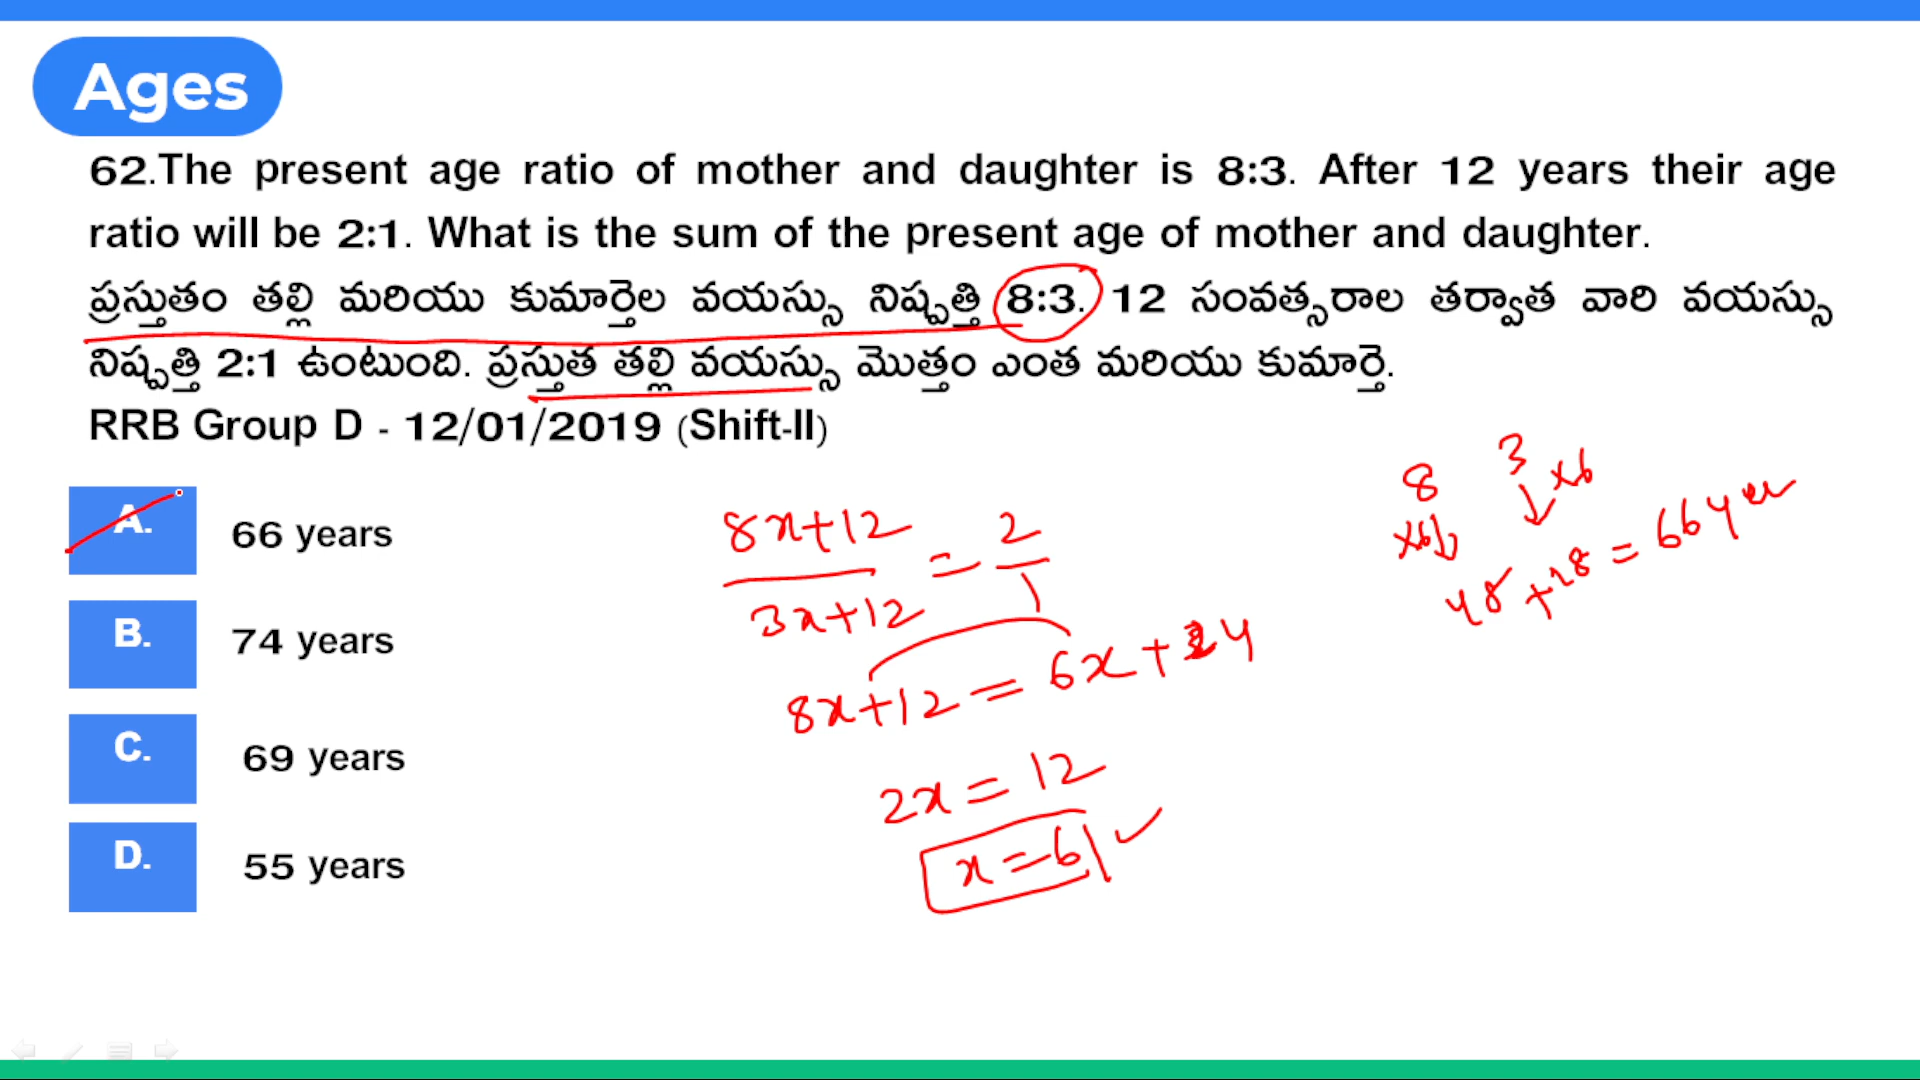 Ages
62.The present age ratio of mother and daughter is 8:3. After 12 years their age
ratio will be 2:1. What is the sum of the present age of mother and daughter.
ప్రస్తుతం తల్లి మరియు కుమార్తెల వయస్సు నిష్పత్తి 8:3. 12 సంవత్సరాల తర్వాత వారి వయస్సు
నిష్పత్తి 2:1 ఉంటుంది. ప్రస్తుత తల్లి వయస్సు మొత్తం ఎంత మరియు కుమార్తె.
RRB Group D - 12/01/2019 (Shift-II)
A. 66 years
B. 74 years
C. 69 years
D. 55 years
8x+12 = 2
3x+12 1
8x+12 = 6x+24
2x = 12
x = 6
8 3 ×6
×6
48 + 28 = 66